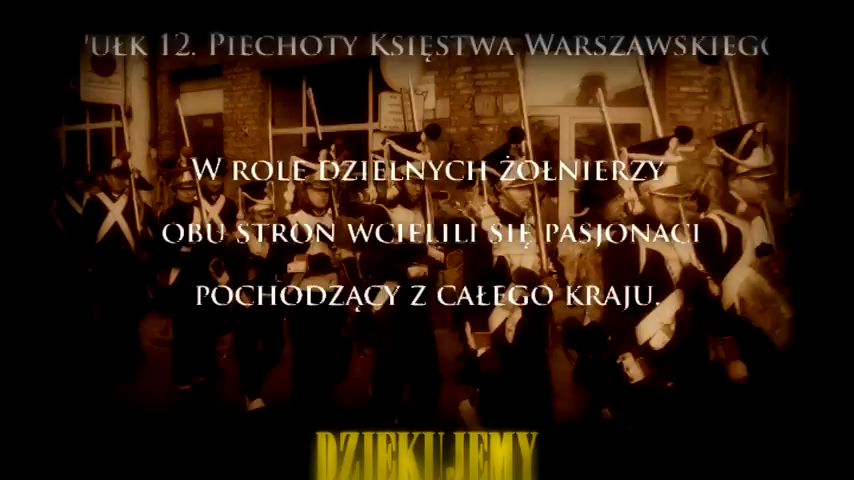 PUŁK 12. PIECHOTY KSIĘSTWA WARSZAWSKIEGO
W ROLE DZIELNYCH ŻOŁNIERZY
OBU STRON WCIELILI SIĘ PASJONACI
POCHODZĄCY Z CAŁEGO KRAJU.
DZIĘKUJEMY